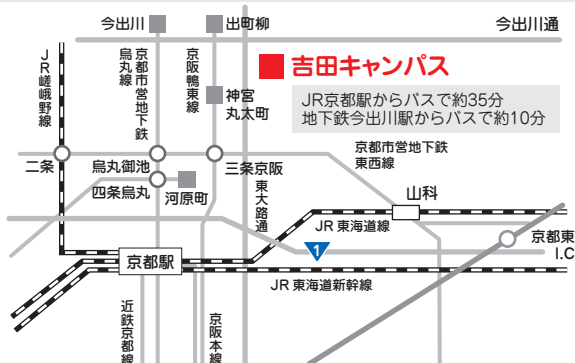 今出川
出町柳
今出川通
JR嵯峨野線
京都市営地下鉄
烏丸線
京阪鴨東線
吉田キャンパス
神宮
丸太町
JR京都駅からバスで約35分
地下鉄今出川駅からバスで約10分
京都市営地下鉄
東西線
二条
烏丸御池
三条京阪
四条烏丸
河原町
東大路通
山科
JR 東海道線
1
京都東
I.C
京都駅
JR 東海道新幹線
近鉄京都線
京阪本線